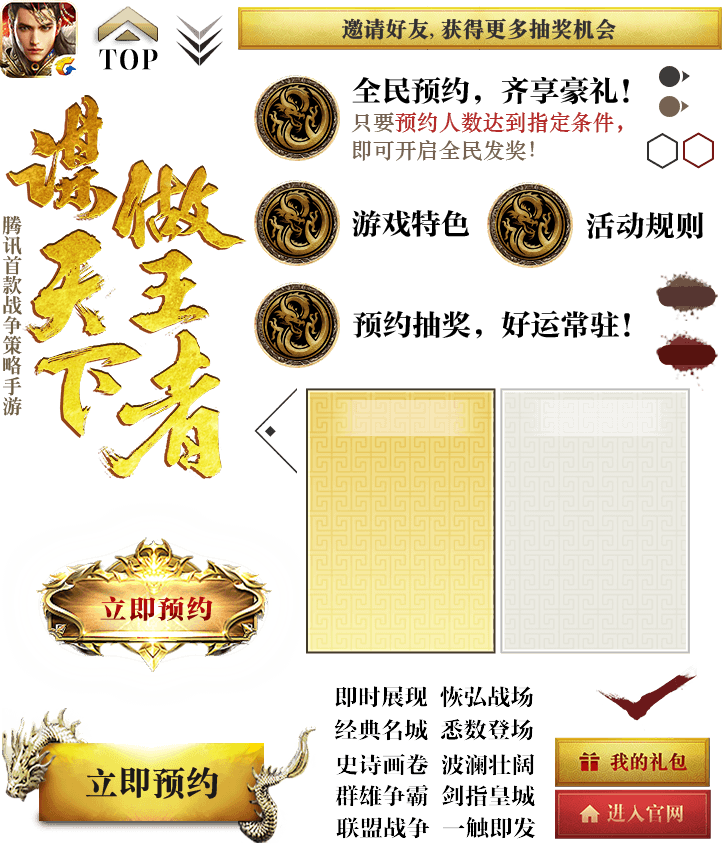 TOP
邀请好友, 获得更多抽奖机会
全民预约，齐享豪礼！
只要预约人数达到指定条件，
即可开启全民发奖！
谋天下
做王者
腾讯首款战争策略手游
游戏特色
活动规则
预约抽奖，好运常驻！
立即预约
立即预约
即时展现 恢弘战场
经典名城 悉数登场
史诗画卷 波澜壮阔
群雄争霸 剑指皇城
联盟战争 一触即发
我的礼包
进入官网